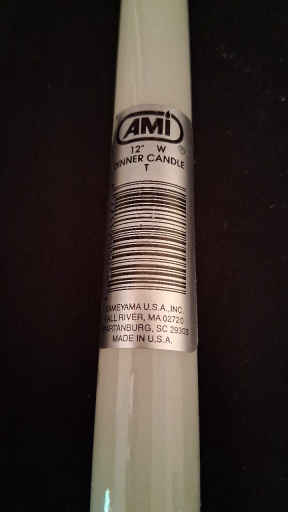 AMI
12" W
DINNER CANDLE
T
KAMEYAMA U.S.A., INC.
FALL RIVER, MA 02720
SPARTANBURG, SC 29303
MADE IN U.S.A.